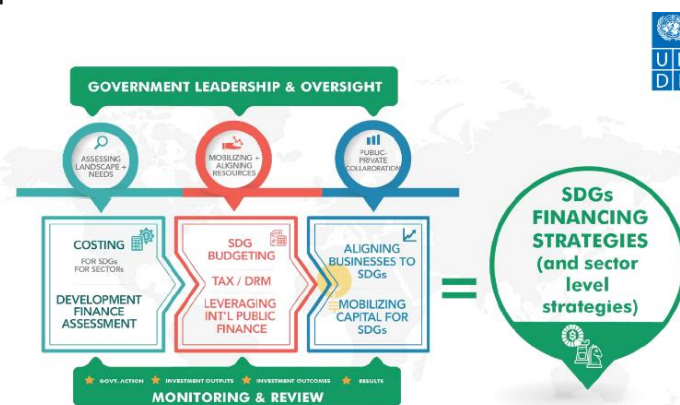 GOVERNMENT LEADERSHIP & OVERSIGHT
ASSESSING
LANDSCAPE +
NEEDS
MOBILIZING +
ALIGNING
RESOURCES
PUBLIC-
PRIVATE
COLLABORATION
COSTING
FOR SDGs
FOR SECTORs
DEVELOPMENT
FINANCE
ASSESSMENT
SDG
BUDGETING
TAX / DRM
LEVERAGING
INT'L PUBLIC
FINANCE
ALIGNING
BUSINESSES TO
SDGs
MOBILIZING
CAPITAL FOR
SDGs
=
SDGs
FINANCING
STRATEGIES
(and sector
level
strategies)
GOVT. ACTION INVESTMENT OUTPUTS INVESTMENT OUTCOMES RESULTS
MONITORING & REVIEW
U
D